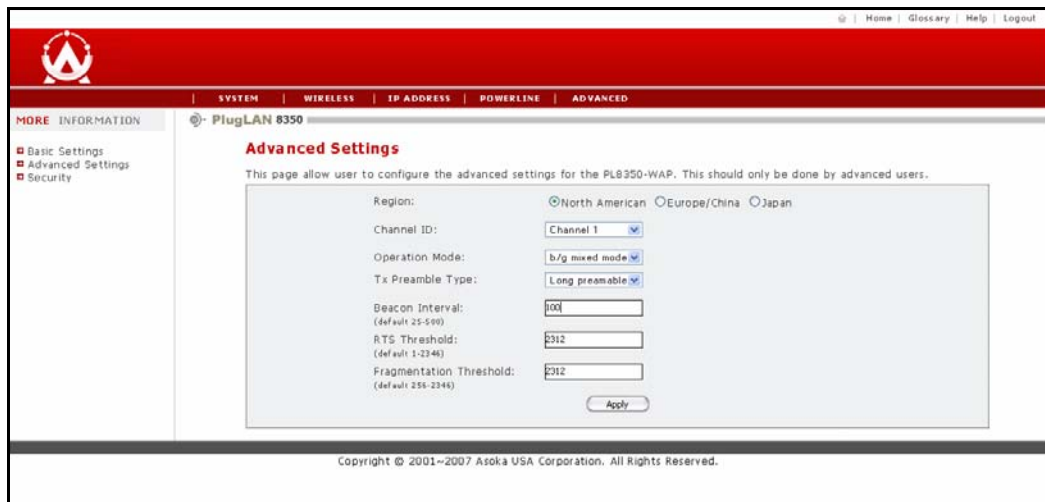 Home | Glossary | Help | Logout
| SYSTEM | WIRELESS | IP ADDRESS | POWERLINE | ADVANCED
MORE INFORMATION
Basic Settings
Advanced Settings
Security
PlugLAN 8350
Advanced Settings
This page allow user to configure the advanced settings for the PL8350-WAP. This should only be done by advanced users.
Region: North American Europe/China Japan
Channel ID: Channel 1
Operation Mode: b/g mixed mode
Tx Preamble Type: Long preamable
Beacon Interval: 100
(default 25-500)
RTS Threshold: 2312
(default 1-2346)
Fragmentation Threshold: 2312
(default 256-2346)
Apply
Copyright © 2001~2007 Asoka USA Corporation. All Rights Reserved.